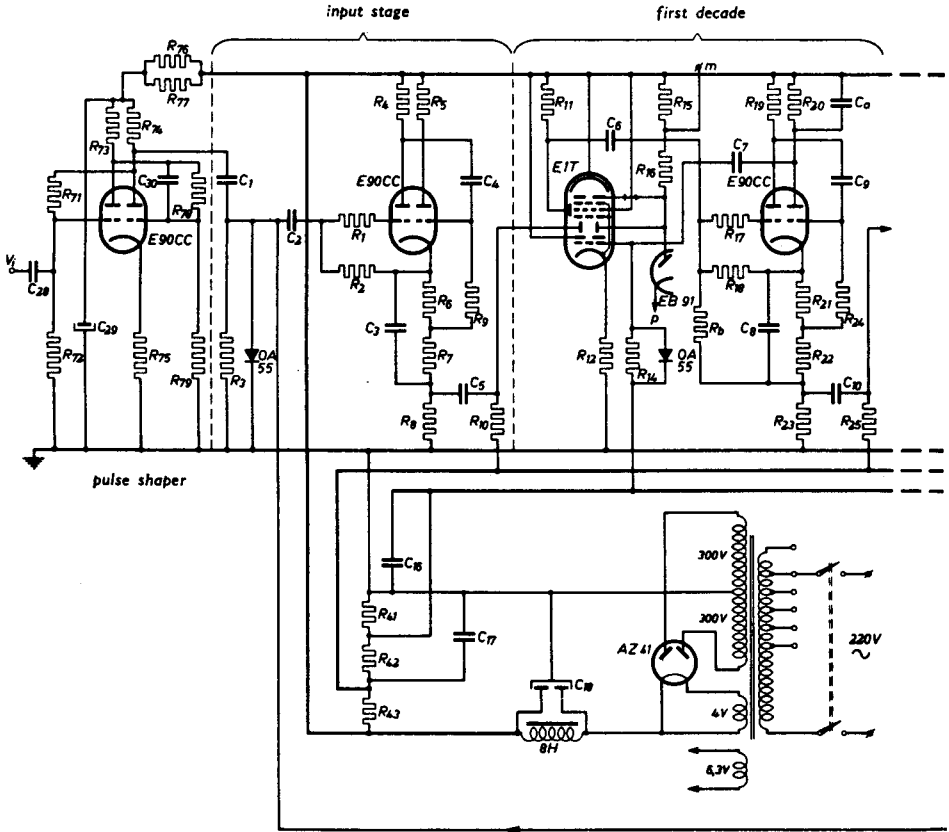 input stage
first decade
R76
R77
R4
R5
R11
R15
m
R19
R20
Ca
R74
R73
C6
C7
C30
C1
E1T
R16
R71
R78
E90CC
C4
E90CC
C9
E90CC
C2
R1
R17
Vi
C28
R2
R18
EB 91
P
R6
R21
R24
C29
C3
R9
Rb
C8
R72
R75
R79
R3
OA
55
R7
R12
R14
OA
55
R22
C5
C10
R8
R10
R23
R25
pulse shaper
C16
300V
R41
C17
300V
220V
R42
AZ 41
C18
R43
4V
8H
6,3V